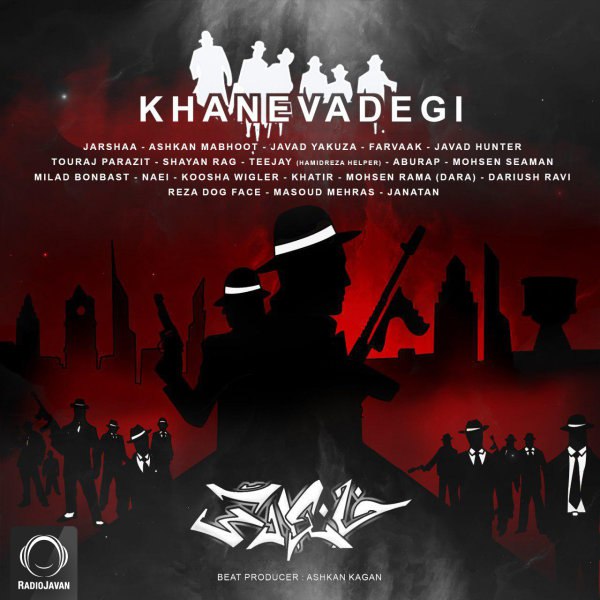 KHANEVADEGI
JARSHAA - ASHKAN MABHOOT - JAVAD YAKUZA - FARVAAK - JAVAD HUNTER
TOURAJ PARAZIT - SHAYAN RAG - TEEJAY (HAMIDREZA HELPER) - ABURAP - MOHSEN SEAMAN
MILAD BONBAST - NAEI - KOOSHA WIGLER - KHATIR - MOHSEN RAMA (DARA) - DARIUSH RAVI
REZA DOG FACE - MASOUD MEHRAS - JANATAN
BEAT PRODUCER : ASHKAN KAGAN
RADIOJAVAN